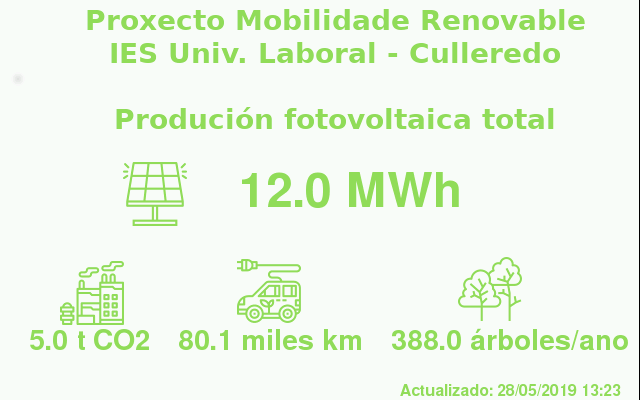 Proxecto Mobilidade Renovable
IES Univ. Laboral - Culleredo
Produción fotovoltaica total
12.0 MWh
5.0 t CO2
80.1 miles km
388.0 árboles/ano
Actualizado: 28/05/2019 13:23